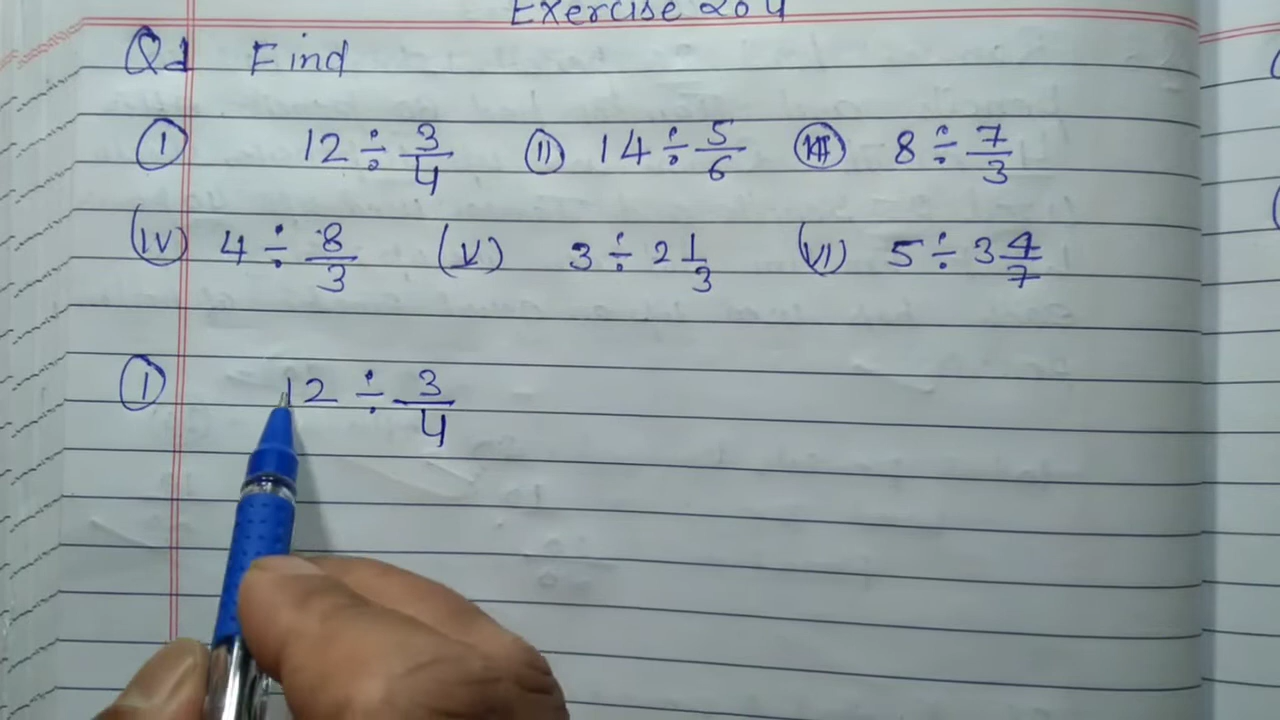 Exercise 2.4
Q1 Find
(I) 12 ÷ 3/4 (II) 14 ÷ 5/6 (III) 8 ÷ 7/3
(IV) 4 ÷ 8/3 (V) 3 ÷ 2 1/3 (VI) 5 ÷ 3 4/7
(I) 12 ÷ 3/4